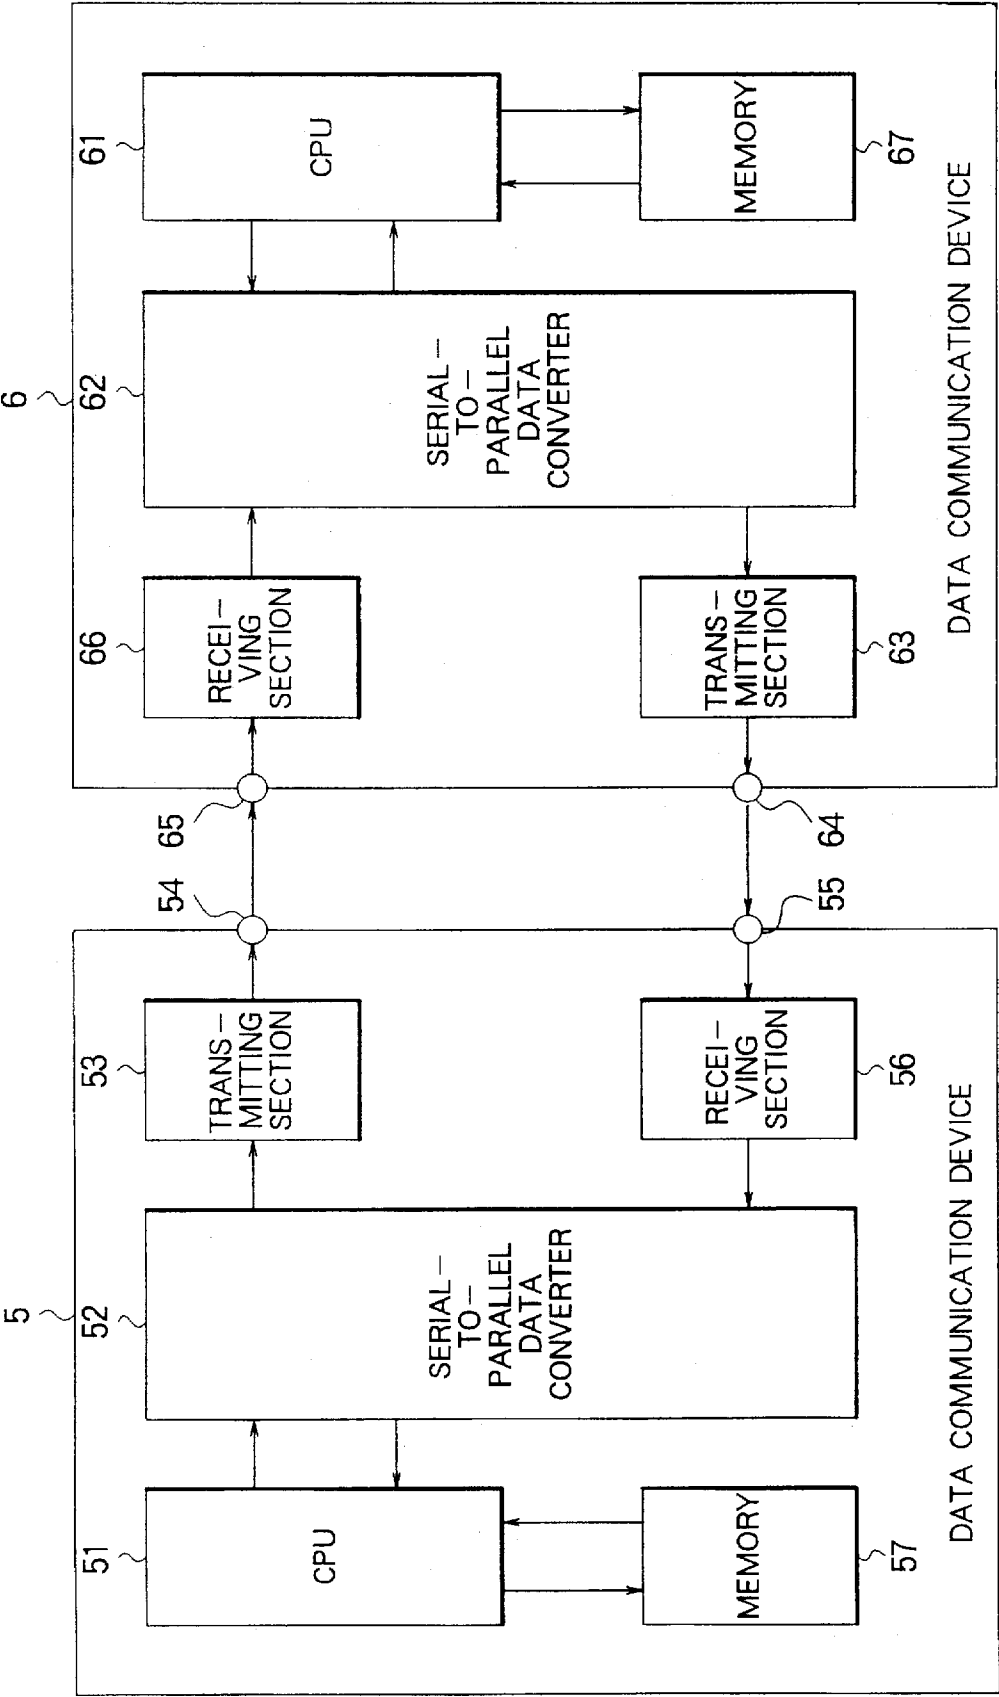 5
51
CPU
52
SERIAL-
TO-
PARALLEL
DATA
CONVERTER
53
TRANS-
MITTING
SECTION
54
MEMORY
57
RECEI-
VING
SECTION
56
55
DATA COMMUNICATION DEVICE
6
65
66
RECEI-
VING
SECTION
62
SERIAL-
TO-
PARALLEL
DATA
CONVERTER
61
CPU
64
TRANS-
MITTING
SECTION
63
MEMORY
67
DATA COMMUNICATION DEVICE